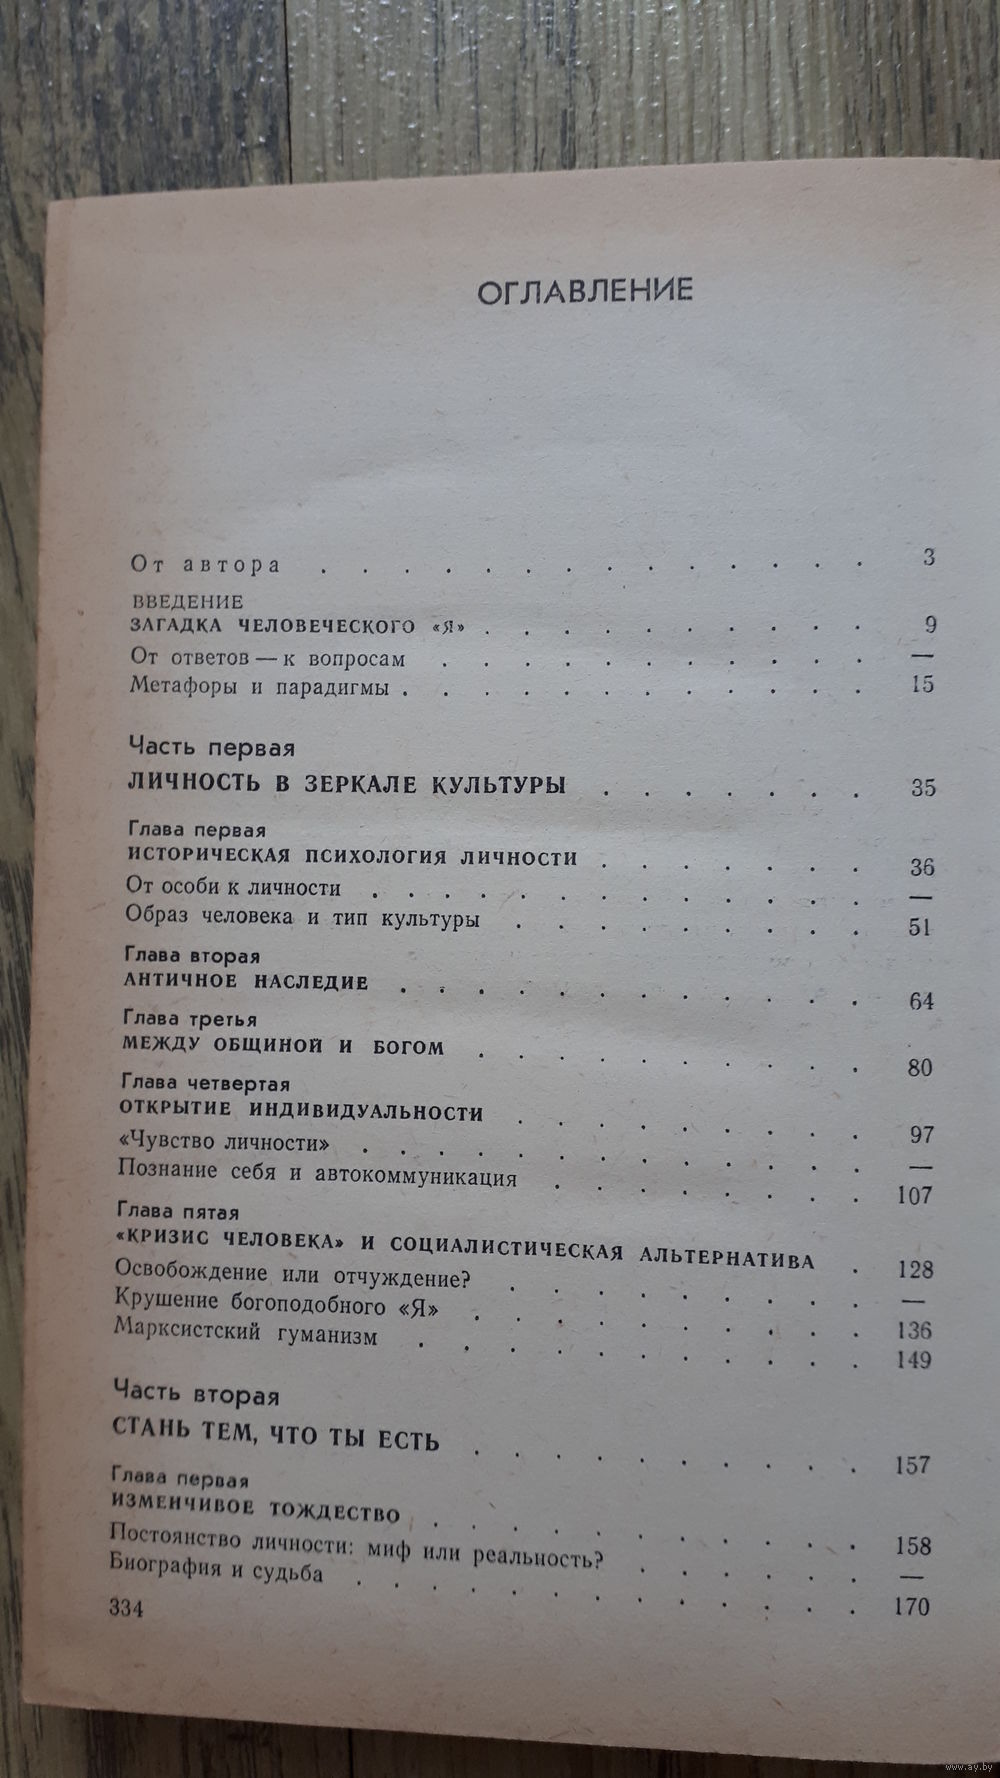 ОГЛАВЛЕНИЕ
От автора . . . . . . . . . . . . . . 3
ВВЕДЕНИЕ
ЗАГАДКА ЧЕЛОВЕЧЕСКОГО «Я» . . . . . . . . . . 9
От ответов — к вопросам . . . . . . . . . . . —
Метафоры и парадигмы . . . . . . . . . . . . 15
Часть первая
ЛИЧНОСТЬ В ЗЕРКАЛЕ КУЛЬТУРЫ . . . . . . . 35
Глава первая
ИСТОРИЧЕСКАЯ ПСИХОЛОГИЯ ЛИЧНОСТИ . . . . . . . 36
От особи к личности . . . . . . . . . . . . . —
Образ человека и тип культуры . . . . . . . . . 51
Глава вторая
АНТИЧНОЕ НАСЛЕДИЕ . . . . . . . . . . . . 64
Глава третья
МЕЖДУ ОБЩИНОЙ И БОГОМ . . . . . . . . . . 80
Глава четвертая
ОТКРЫТИЕ ИНДИВИДУАЛЬНОСТИ . . . . . . . . . 97
«Чувство личности» . . . . . . . . . . . . . —
Познание себя и автокоммуникация . . . . . . . . 107
Глава пятая
«КРИЗИС ЧЕЛОВЕКА» И СОЦИАЛИСТИЧЕСКАЯ АЛЬТЕРНАТИВА . 128
Освобождение или отчуждение? . . . . . . . . . —
Крушение богоподобного «Я» . . . . . . . . . . 136
Марксистский гуманизм . . . . . . . . . . . 149
Часть вторая
СТАНЬ ТЕМ, ЧТО ТЫ ЕСТЬ . . . . . . . . . . 157
Глава первая
ИЗМЕНЧИВОЕ ТОЖДЕСТВО . . . . . . . . . . . 158
Постоянство личности: миф или реальность? . . . . . . —
Биография и судьба . . . . . . . . . . . . . 170
334
www.ay.by